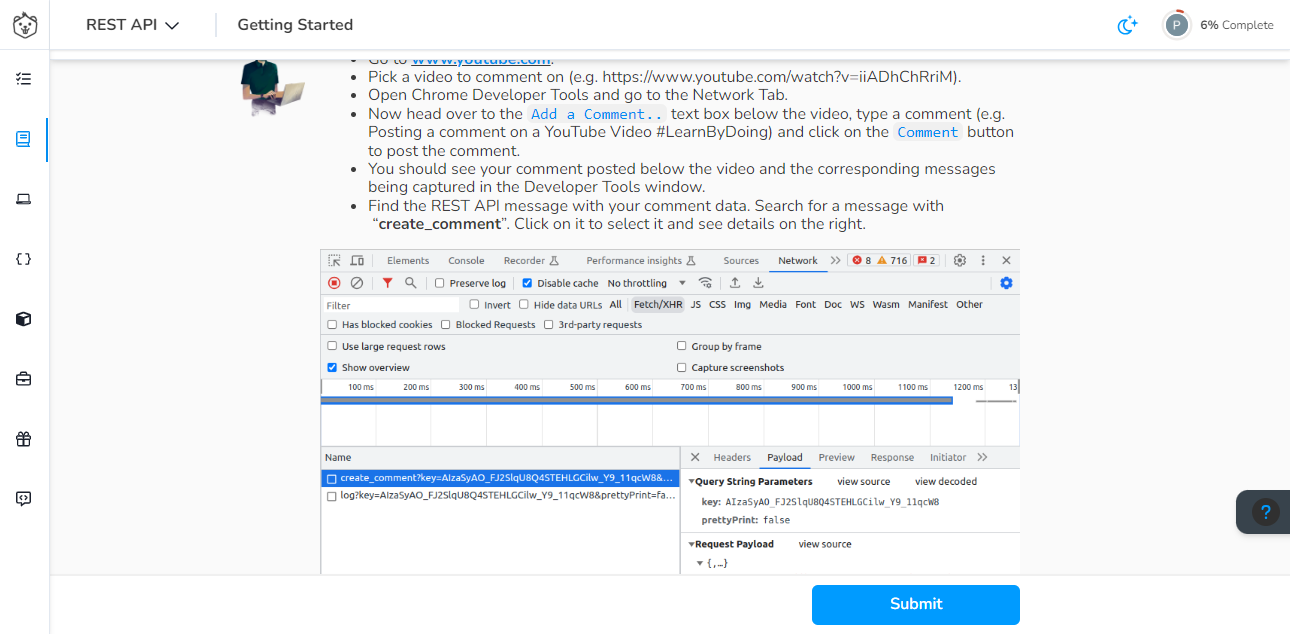 REST API
Getting Started
P
6% Complete
Go to www.youtube.com.
Pick a video to comment on (e.g. https://www.youtube.com/watch?v=iiADhChRriM).
Open Chrome Developer Tools and go to the Network Tab.
Now head over to the Add a Comment.. text box below the video, type a comment (e.g.
Posting a comment on a YouTube Video #LearnByDoing) and click on the Comment button
to post the comment.
You should see your comment posted below the video and the corresponding messages
being captured in the Developer Tools window.
Find the REST API message with your comment data. Search for a message with
“create_comment”. Click on it to select it and see details on the right.
Elements Console Recorder Performance insights Sources Network 8 716 2
Preserve log Disable cache No throttling
Filter Invert Hide data URLs All Fetch/XHR JS CSS Img Media Font Doc WS Wasm Manifest Other
Has blocked cookies Blocked Requests 3rd-party requests
Use large request rows Group by frame
Show overview Capture screenshots
100 ms 200 ms 300 ms 400 ms 500 ms 600 ms 700 ms 800 ms 900 ms 1000 ms 1100 ms 1200 ms 13
Name Headers Payload Preview Response Initiator
create_comment?key=AIzaSyAO_FJ2SlqU8Q4STEHLGCilw_Y9_11qcW8&...
log?key=AIzaSyAO_FJ2SlqU8Q4STEHLGCilw_Y9_11qcW8&prettyPrint=fa...
Query String Parameters view source view decoded
key: AIzaSyAO_FJ2SlqU8Q4STEHLGCilw_Y9_11qcW8
prettyPrint: false
Request Payload view source
{,…}
?
Submit